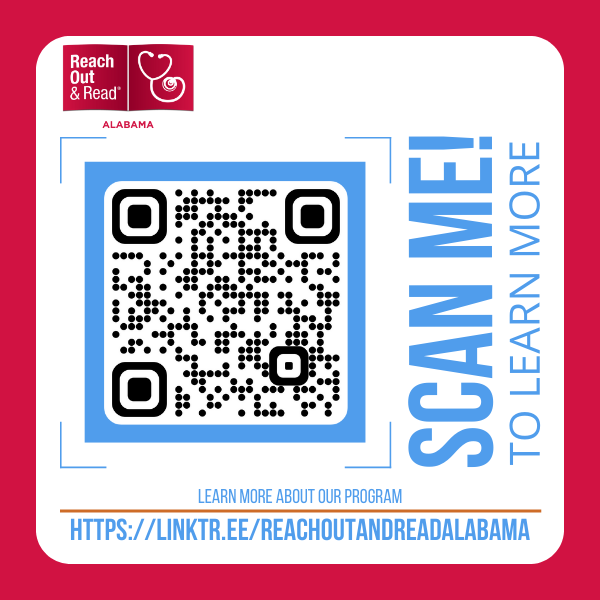 Reach
Out
& Read®
ALABAMA
SCAN ME!
TO LEARN MORE
LEARN MORE ABOUT OUR PROGRAM
HTTPS://LINKTR.EE/REACHOUTANDREADALABAMA